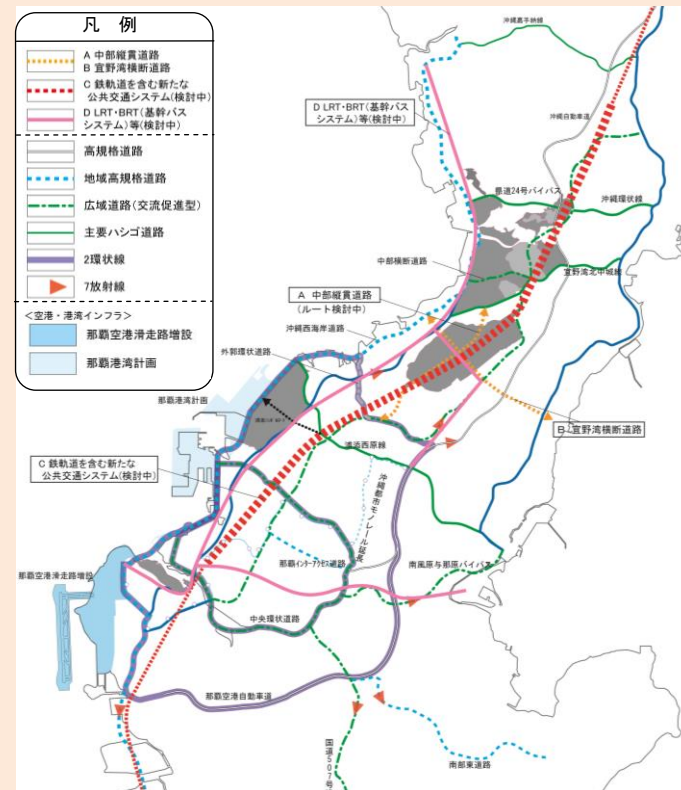 凡 例
A 中部縦貫道路
B 宜野湾横断道路
C 鉄軌道を含む新たな
公共交通システム(検討中)
D LRT・BRT(基幹バス
システム)等(検討中)
高規格道路
地域高規格道路
広域道路(交流促進型)
主要ハシゴ道路
2環状線
7放射線
<空港・港湾インフラ>
那覇空港滑走路増設
那覇港湾計画
沖縄嘉手納線
D LRT・BRT(基幹バス
システム)等(検討中)
沖縄自動車道
県道24号バイパス
沖縄環状線
中部横断道路
宜野湾北中城線
A 中部縦貫道路
(ルート検討中)
沖縄西海岸道路
外郭環状道路
那覇港湾計画
B 宜野湾横断道路
浦添西原線
C 鉄軌道を含む新たな
公共交通システム(検討中)
沖縄都市モノレール延長
那覇インターアクセス道路
南風原与那原バイパス
那覇空港滑走路増設
中央環状道路
那覇空港自動車道
国道507号
南部東道路